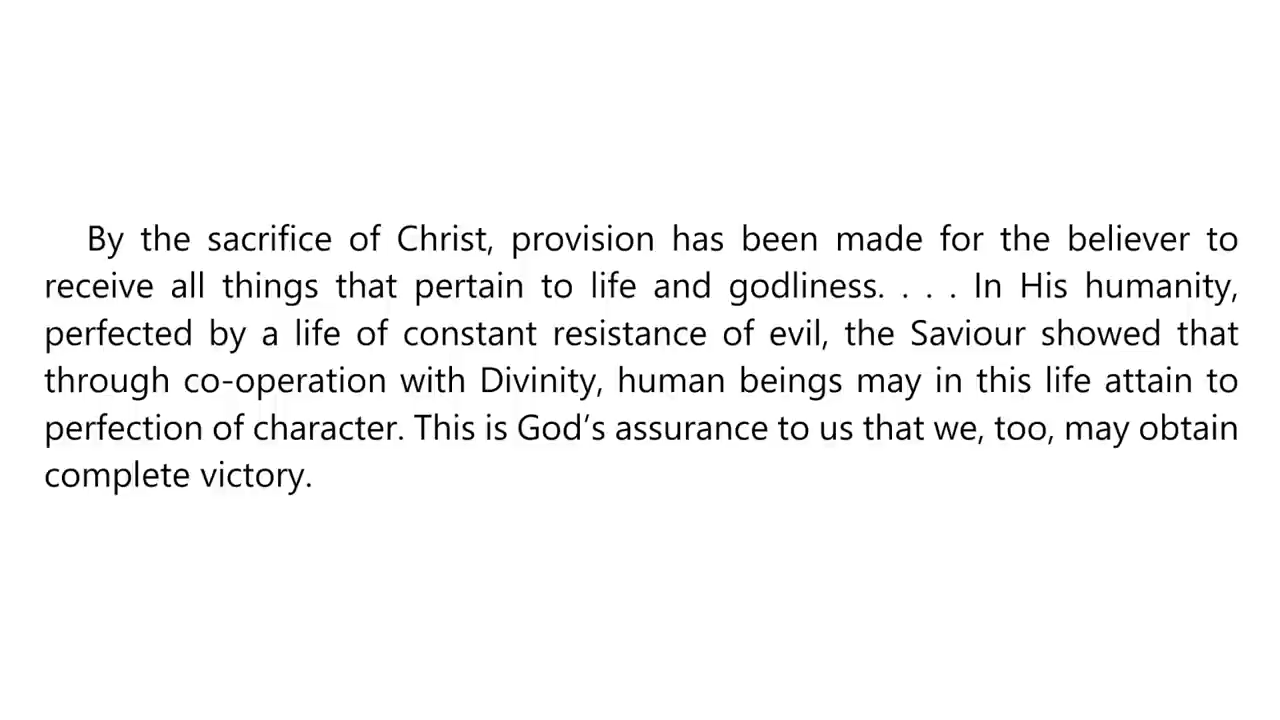 By the sacrifice of Christ, provision has been made for the believer to
receive all things that pertain to life and godliness. . . . In His humanity,
perfected by a life of constant resistance of evil, the Saviour showed that
through co-operation with Divinity, human beings may in this life attain to
perfection of character. This is God’s assurance to us that we, too, may obtain
complete victory.